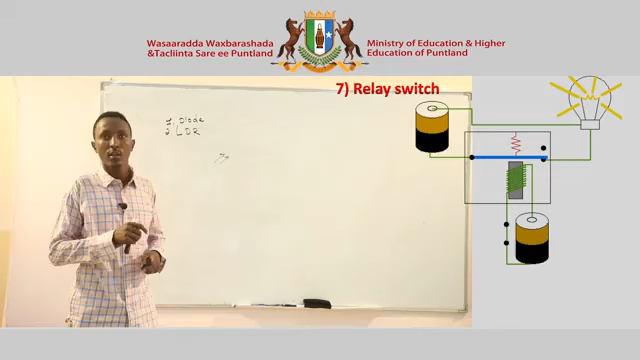 Wasaaradda Waxbarashada
&Tacliinta Sare ee Puntland
Ministry of Education & Higher
Education of Puntland
7) Relay switch
1, Diode
2 LDR